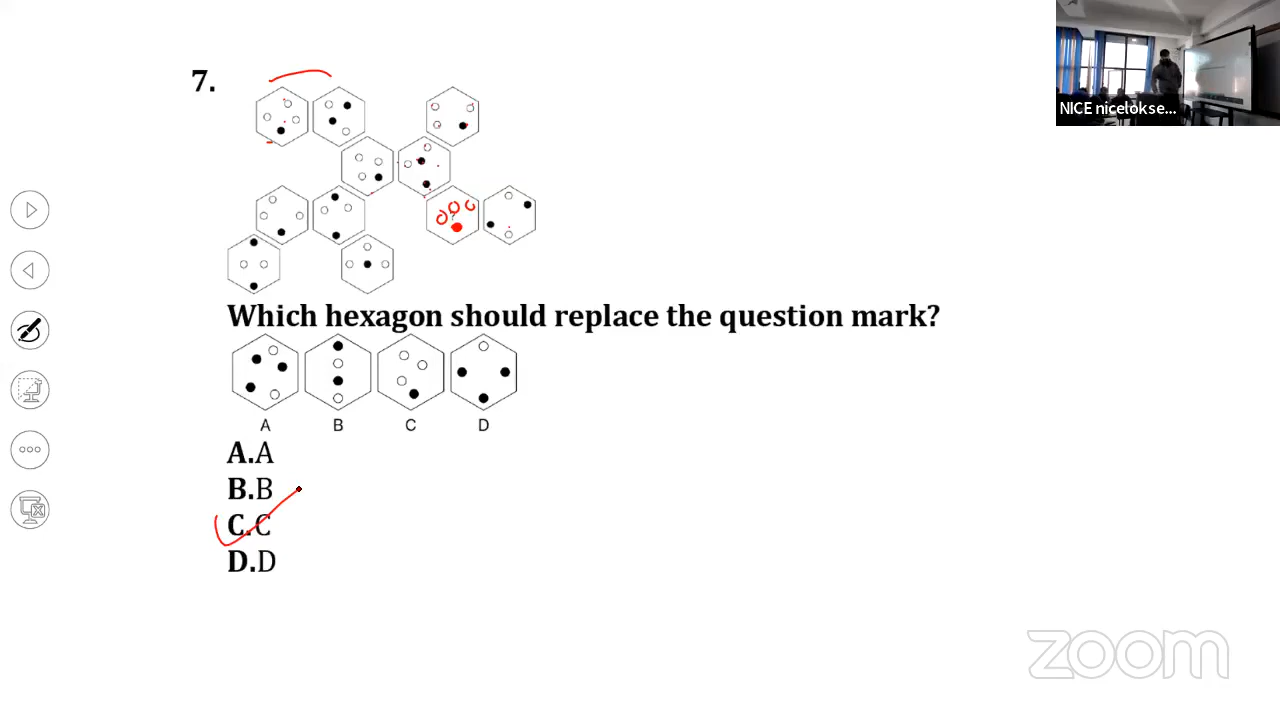 7.
NICE nicelokse...
?
Which hexagon should replace the question mark?
A B C D
A.A
B.B
C.C
D.D
zoom